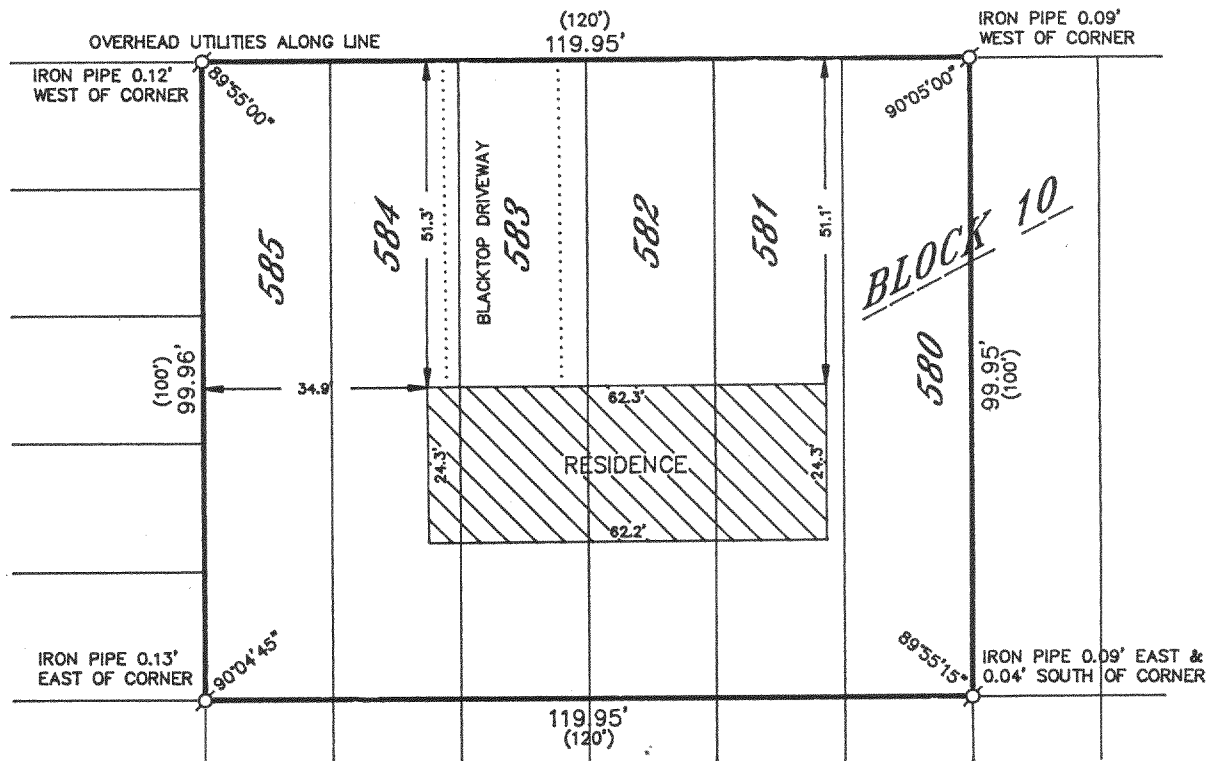 (120')
119.95'
OVERHEAD UTILITIES ALONG LINE
IRON PIPE 0.09'
WEST OF CORNER
IRON PIPE 0.12'
WEST OF CORNER
89°55'00"
90°05'00"
BLOCK 10
585
584
51.3'
BLACKTOP DRIVEWAY
583
582
581
51.1'
580
(100')
99.96'
99.95'
(100')
34.9'
62.3'
24.3'
RESIDENCE
24.3'
62.2'
IRON PIPE 0.13'
EAST OF CORNER
90°04'45"
89°55'15"
IRON PIPE 0.09' EAST &
0.04' SOUTH OF CORNER
119.95'
(120')